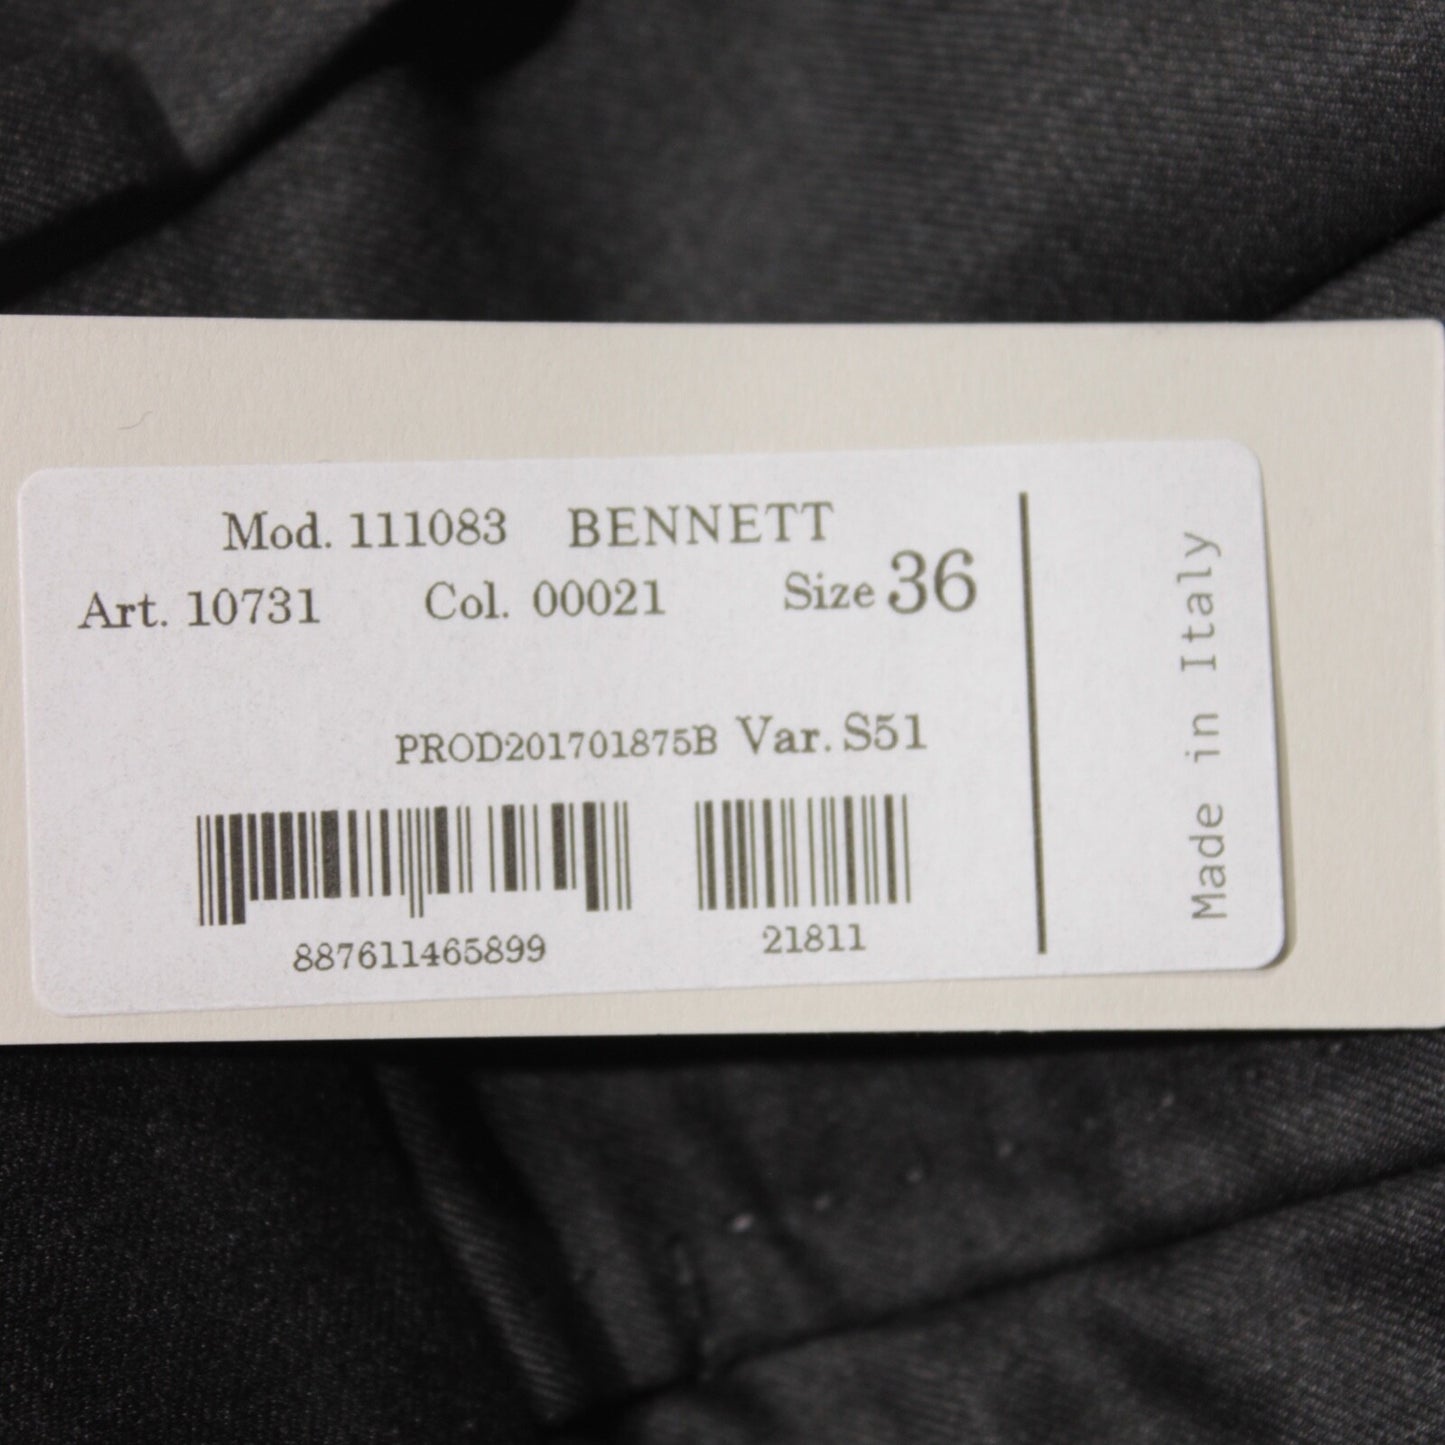 Mod. 111083 BENNETT
Art. 10731 Col. 00021 Size 36
PROD201701875B Var. S51
887611465899 21811
Made in Italy